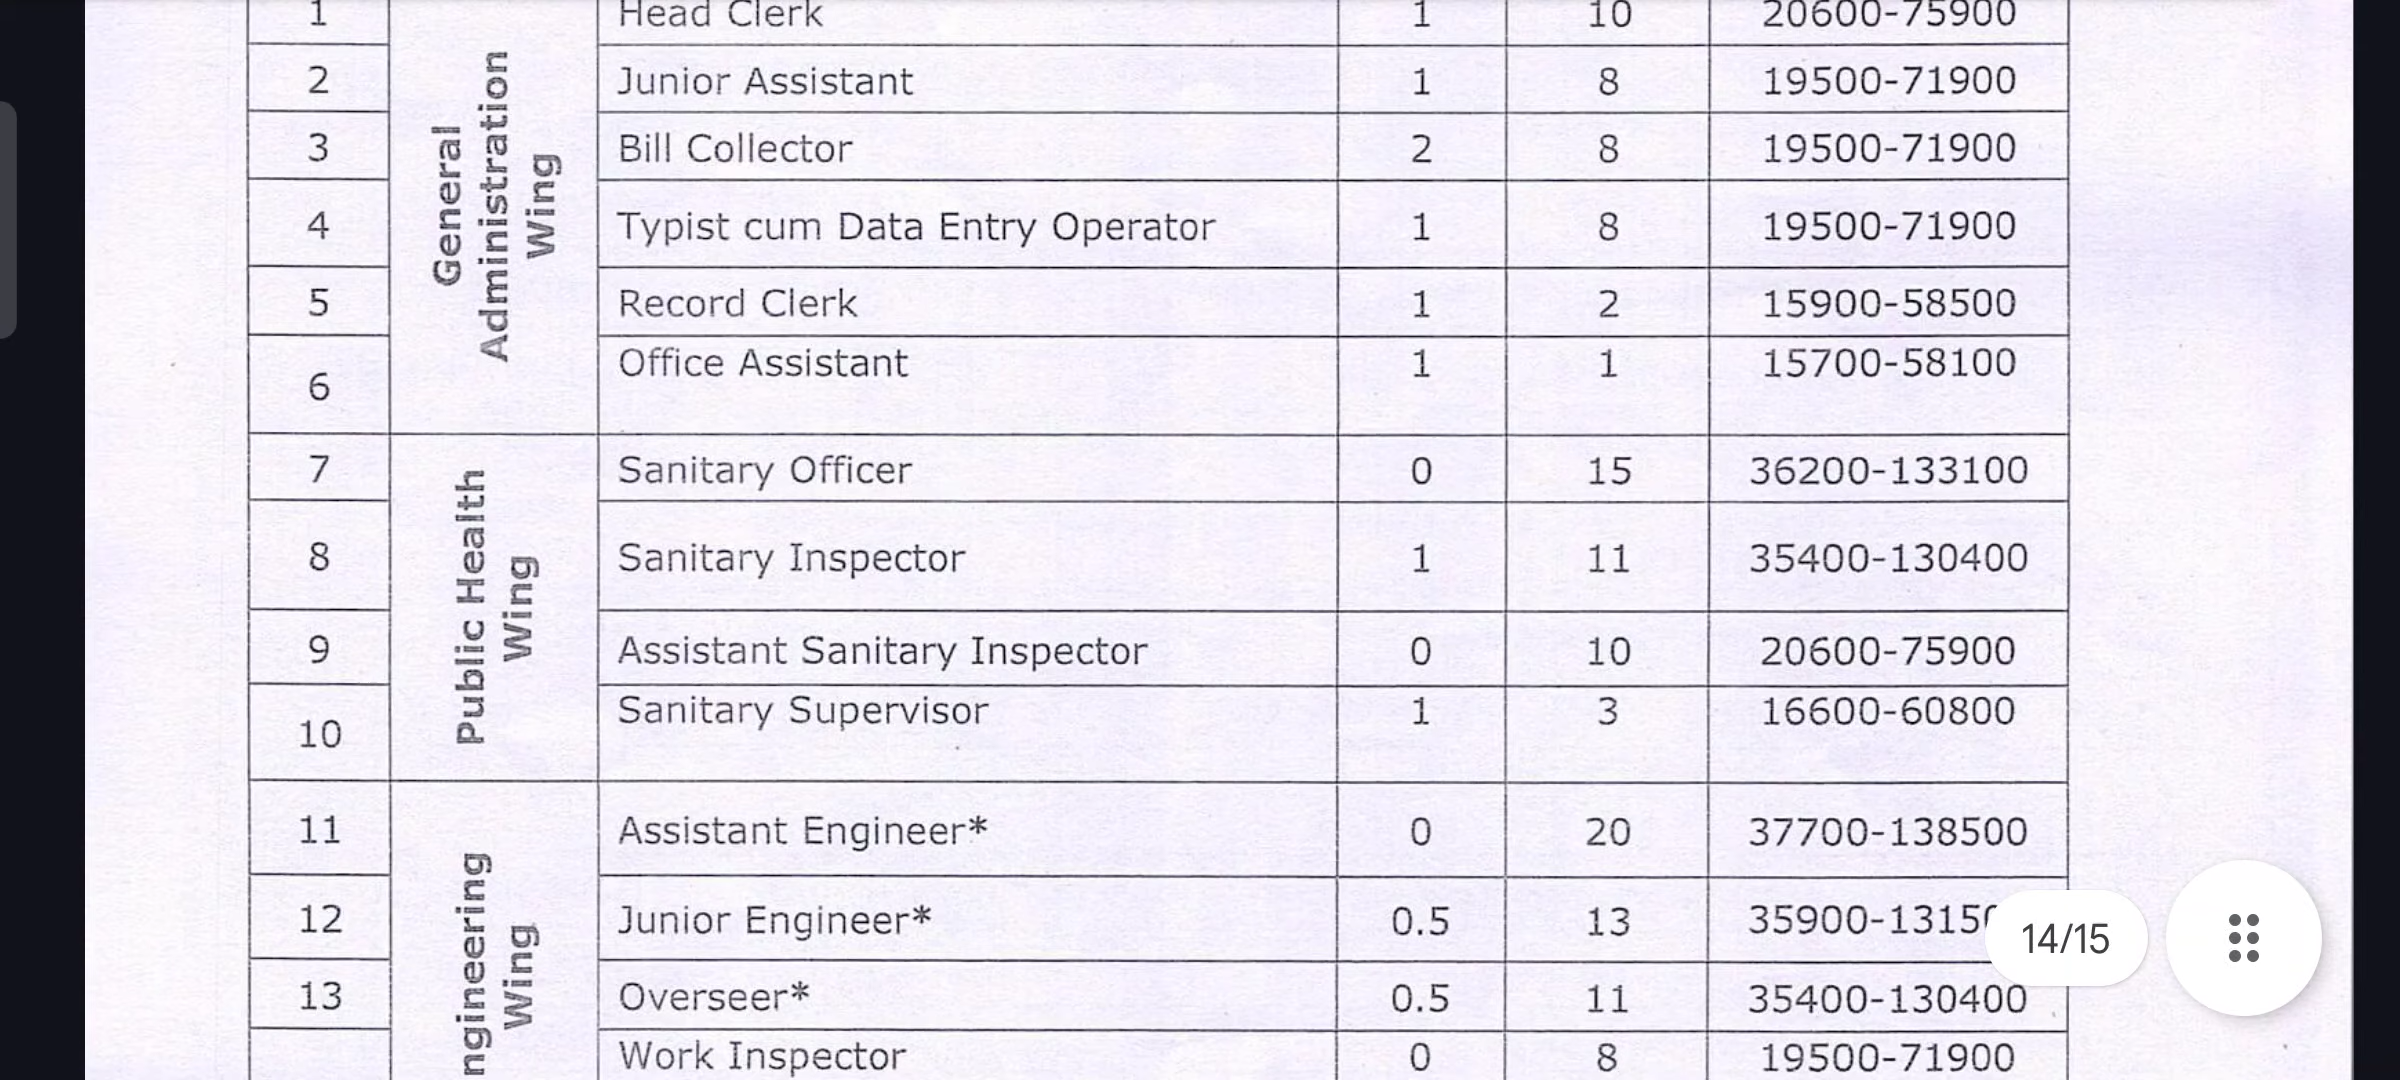 1 Head Clerk 1 10 20600-75900
General
Administration
Wing
2 Junior Assistant 1 8 19500-71900
3 Bill Collector 2 8 19500-71900
4 Typist cum Data Entry Operator 1 8 19500-71900
5 Record Clerk 1 2 15900-58500
6 Office Assistant 1 1 15700-58100
Public Health
Wing
7 Sanitary Officer 0 15 36200-133100
8 Sanitary Inspector 1 11 35400-130400
9 Assistant Sanitary Inspector 0 10 20600-75900
10 Sanitary Supervisor 1 3 16600-60800
ngineering
Wing
11 Assistant Engineer* 0 20 37700-138500
12 Junior Engineer* 0.5 13 35900-1315
13 Overseer* 0.5 11 35400-130400
Work Inspector 0 8 19500-71900
14/15